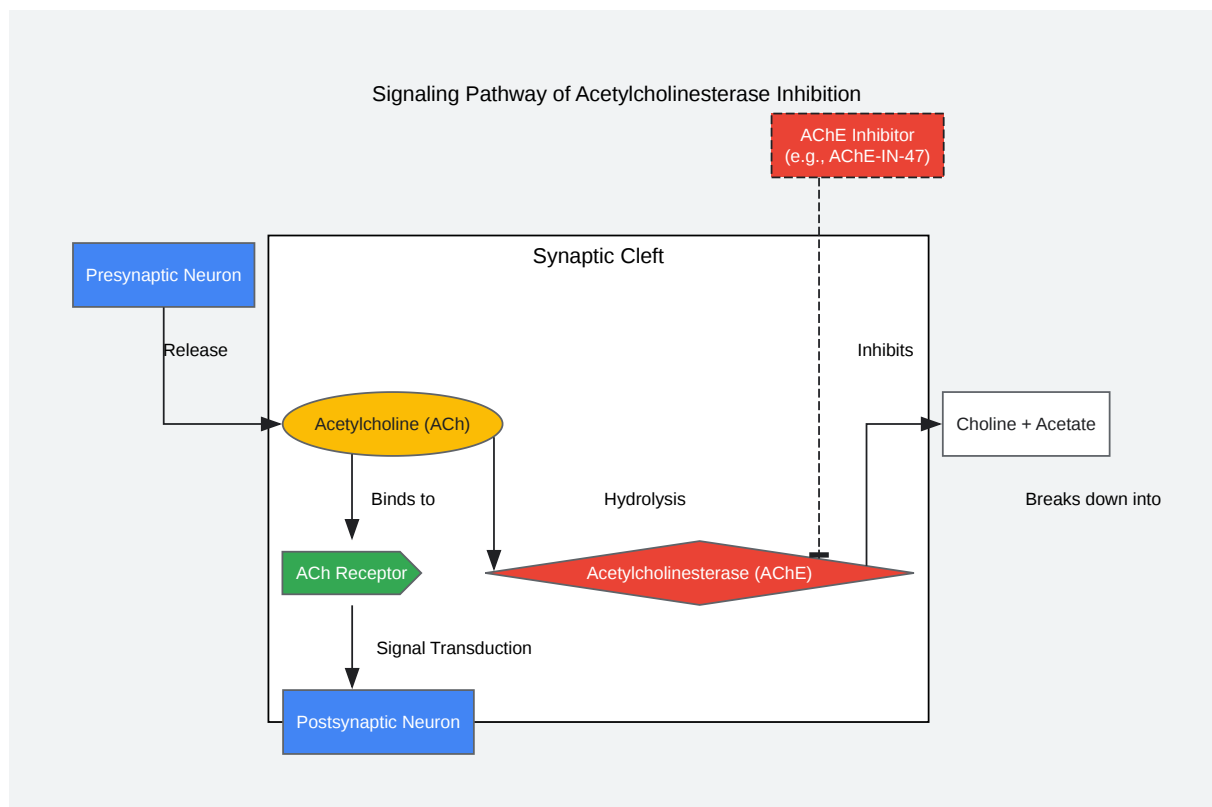 Signaling Pathway of Acetylcholinesterase Inhibition
AChE Inhibitor
(e.g., AChE-IN-47)
Synaptic Cleft
Presynaptic Neuron
Release
Inhibits
Acetylcholine (ACh)
Choline + Acetate
Binds to
Hydrolysis
Breaks down into
ACh Receptor
Acetylcholinesterase (AChE)
Signal Transduction
Postsynaptic Neuron